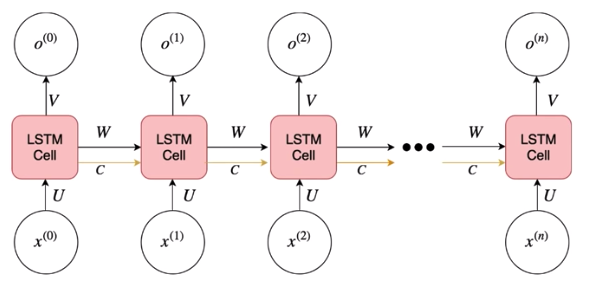 o^(0) o^(1) o^(2) o^(n)
V V V V
LSTM Cell W C LSTM Cell W C LSTM Cell W C ••• W C LSTM Cell
U U U U
x^(0) x^(1) x^(2) x^(n)